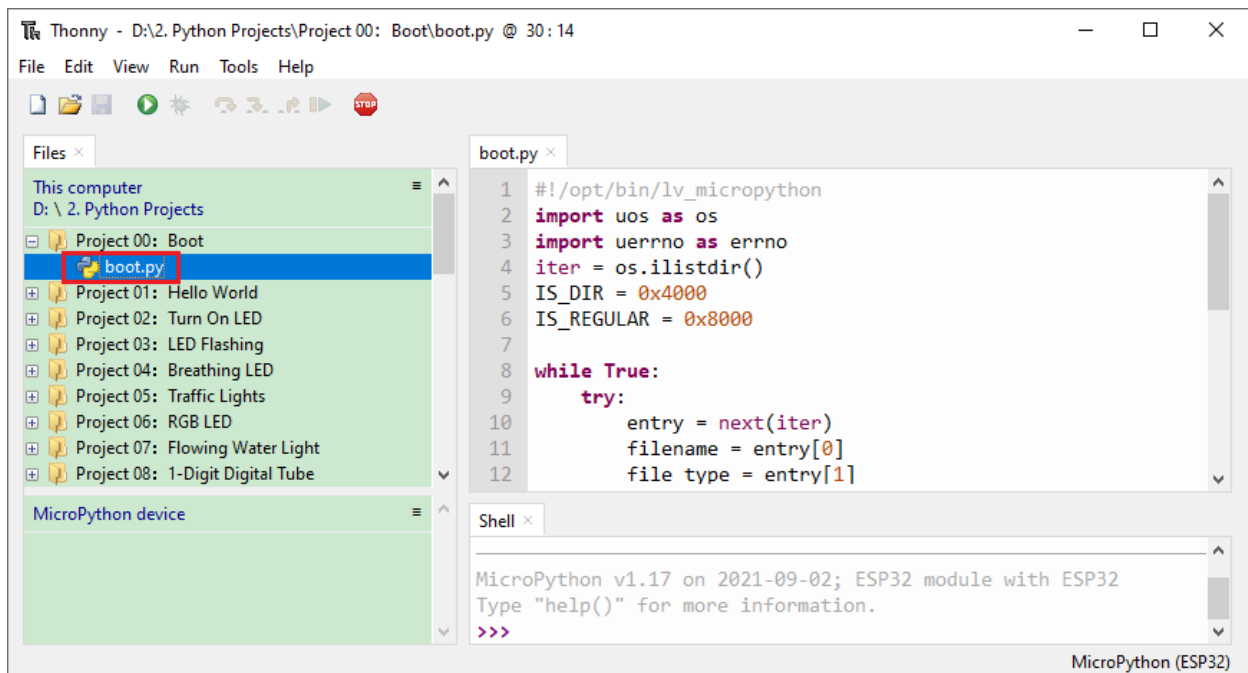 Thonny - D:\2. Python Projects\Project 00: Boot\boot.py @ 30:14
File Edit View Run Tools Help
STOP
Files
This computer
D: \ 2. Python Projects
Project 00: Boot
boot.py
Project 01: Hello World
Project 02: Turn On LED
Project 03: LED Flashing
Project 04: Breathing LED
Project 05: Traffic Lights
Project 06: RGB LED
Project 07: Flowing Water Light
Project 08: 1-Digit Digital Tube
MicroPython device
boot.py
1 #!/opt/bin/lv_micropython
2 import uos as os
3 import uerrno as errno
4 iter = os.ilistdir()
5 IS_DIR = 0x4000
6 IS_REGULAR = 0x8000
7
8 while True:
9     try:
10         entry = next(iter)
11         filename = entry[0]
12         file type = entry[1]
Shell
MicroPython v1.17 on 2021-09-02; ESP32 module with ESP32
Type "help()" for more information.
>>>
MicroPython (ESP32)